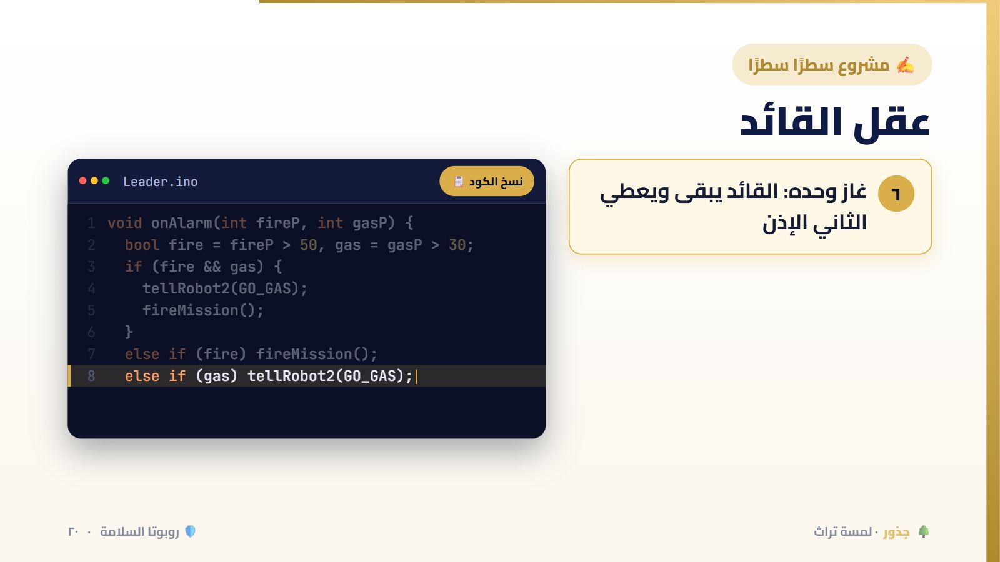 ✍️ مشروع سطرًا سطرًا
عقل القائد
٦
غاز وحده: القائد يبقى ويعطي
الثاني الإذن
Leader.ino
نسخ الكود 📋
1 void onAlarm(int fireP, int gasP) {
2   bool fire = fireP > 50, gas = gasP > 30;
3   if (fire && gas) {
4     tellRobot2(GO_GAS);
5     fireMission();
6   }
7   else if (fire) fireMission();
8   else if (gas) tellRobot2(GO_GAS);
🌳 جذور · لمسة تراث
🛡️ روبوتا السلامة · ٢٠